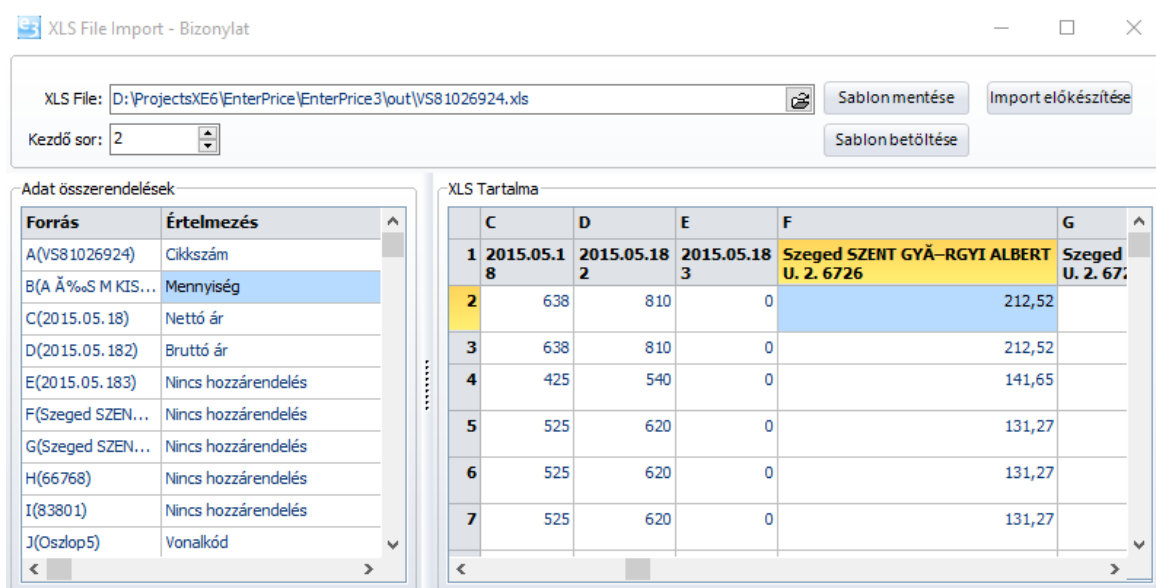 e3 XLS File Import - Bizonylat
XLS File: D:\ProjectsXE6\EnterPrice\EnterPrice3\out\VS81026924.xls Sablon mentése Import előkészítése
Kezdő sor: 2 Sablon betöltése
Adat összerendelések
Forrás Értelmezés
A(VS81026924) Cikkszám
B(A Ă‰S M KIS... Mennyiség
C(2015.05.18) Nettó ár
D(2015.05.182) Bruttó ár
E(2015.05.183) Nincs hozzárendelés
F(Szeged SZEN... Nincs hozzárendelés
G(Szeged SZEN... Nincs hozzárendelés
H(66768) Nincs hozzárendelés
I(83801) Nincs hozzárendelés
J(Oszlop5) Vonalkód
XLS Tartalma
C D E F G
1 2015.05.1 2015.05.18 2015.05.18 Szeged SZENT GYĂ–RGYI ALBERT Szeged
8 2 3 U. 2. 6726 U. 2. 672
2 638 810 0 212,52
3 638 810 0 212,52
4 425 540 0 141,65
5 525 620 0 131,27
6 525 620 0 131,27
7 525 620 0 131,27